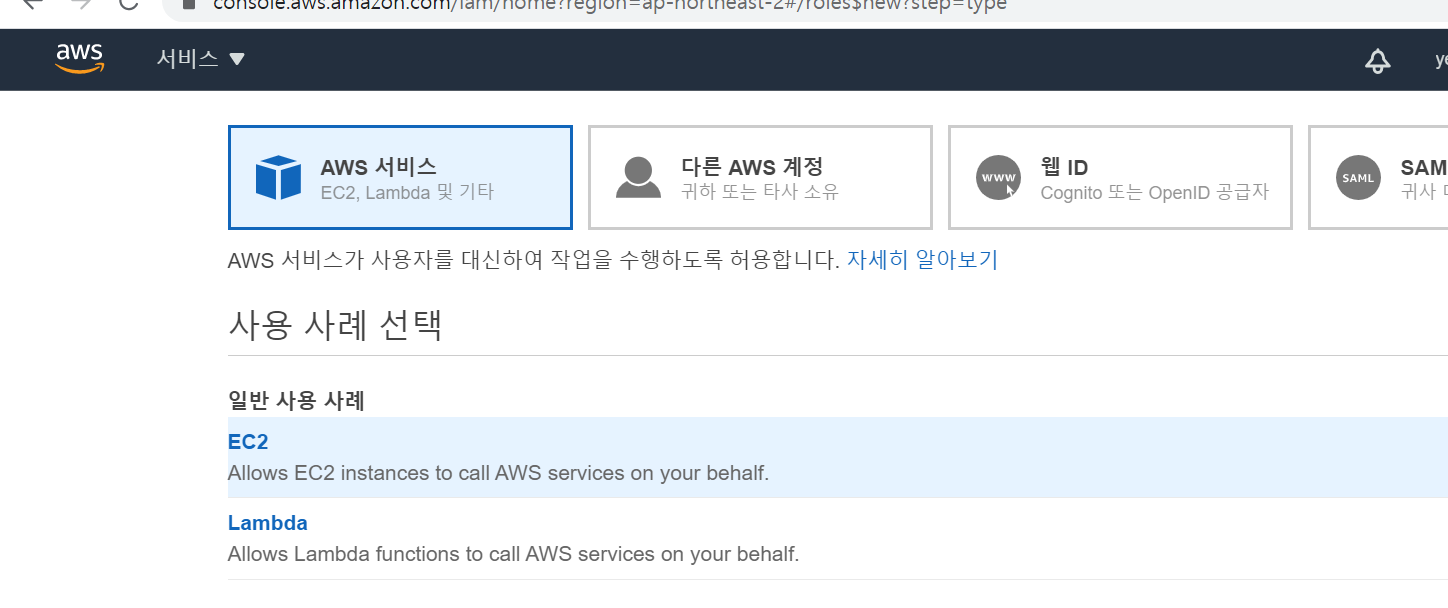 console.aws.amazon.com/iam/home?region=ap-northeast-2#/roles$new?step=type
aws 서비스
AWS 서비스
EC2, Lambda 및 기타
다른 AWS 계정
귀하 또는 타사 소유
www
웹 ID
Cognito 또는 OpenID 공급자
SAML
SAM
귀사
AWS 서비스가 사용자를 대신하여 작업을 수행하도록 허용합니다. 자세히 알아보기
사용 사례 선택
일반 사용 사례
EC2
Allows EC2 instances to call AWS services on your behalf.
Lambda
Allows Lambda functions to call AWS services on your behalf.